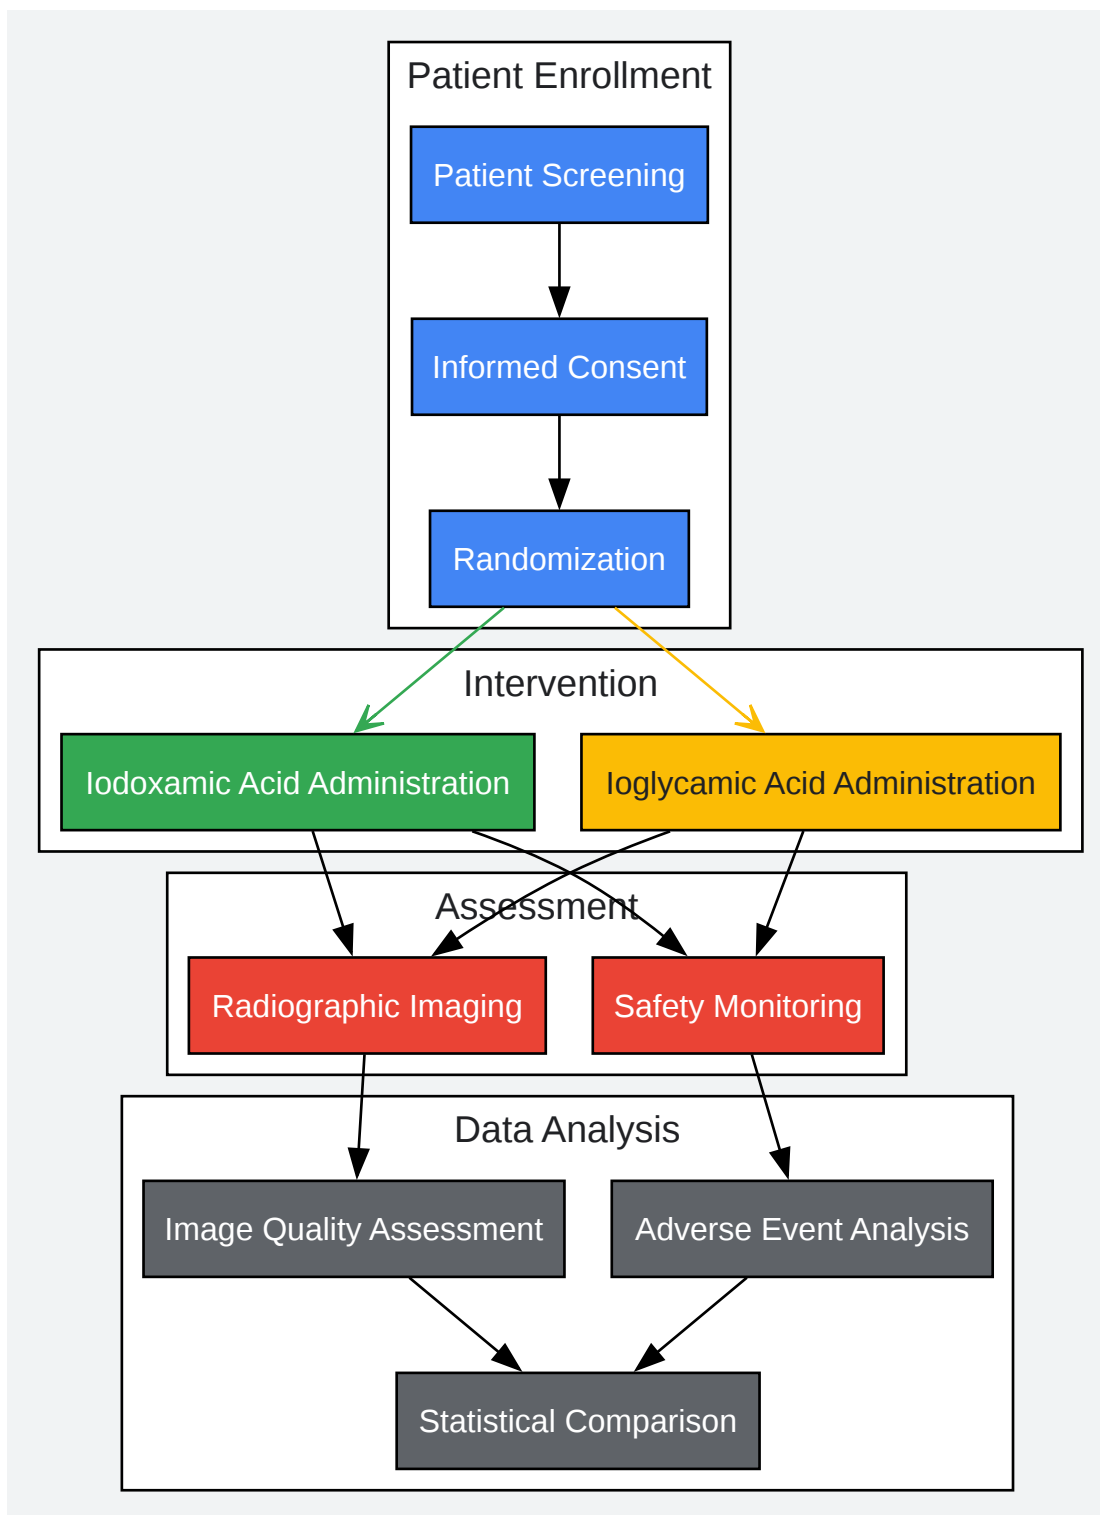 Patient Enrollment
Patient Screening
Informed Consent
Randomization
Intervention
Iodoxamic Acid Administration
Ioglycamic Acid Administration
Assessment
Radiographic Imaging
Safety Monitoring
Data Analysis
Image Quality Assessment
Adverse Event Analysis
Statistical Comparison